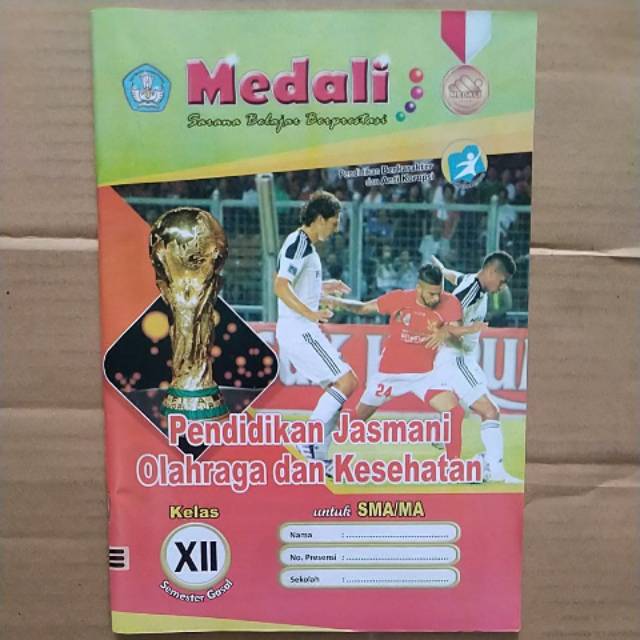 Medali
Sarana Belajar Berprestasi
MEDALI
Pendidikan Berkarakter
dan Anti Korupsi
24
Pendidikan Jasmani
Olahraga dan Kesehatan
Kelas
XII
Semester Gasal
untuk SMA/MA
Nama : ........................................
No. Presensi : ........................................
Sekolah : ........................................